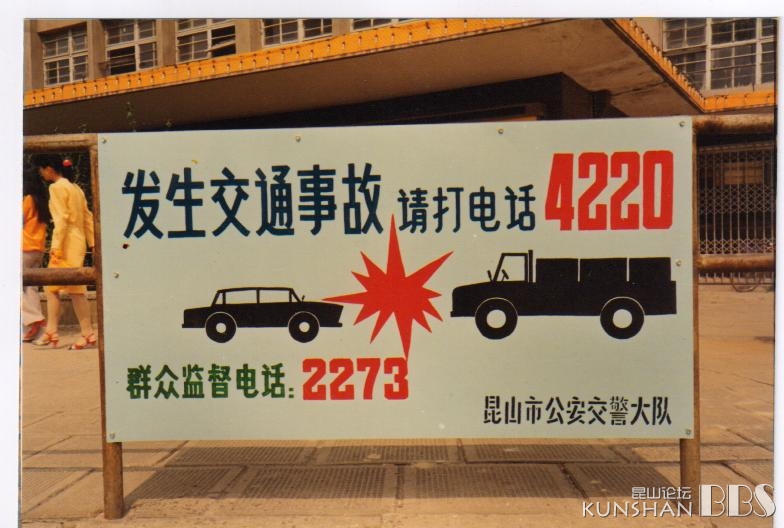 发生交通事故 请打电话 4220
群众监督电话：2273
昆山市公安交警大队
昆山论坛
KUNSHAN BBS